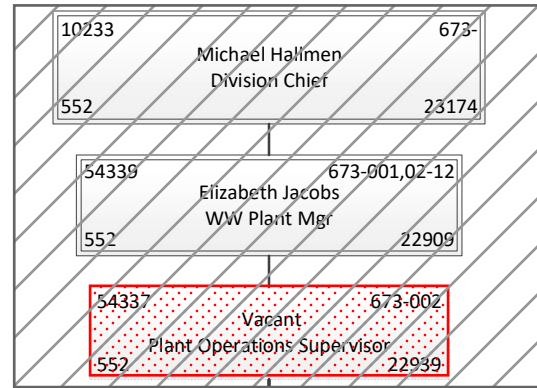 10233 673-
Michael Hallmen
Division Chief
552 23174
54339 673-001,02-12
Elizabeth Jacobs
WW Plant Mgr
552 22909
54337 673-002
Vacant
Plant Operations Supervisor
552 22939